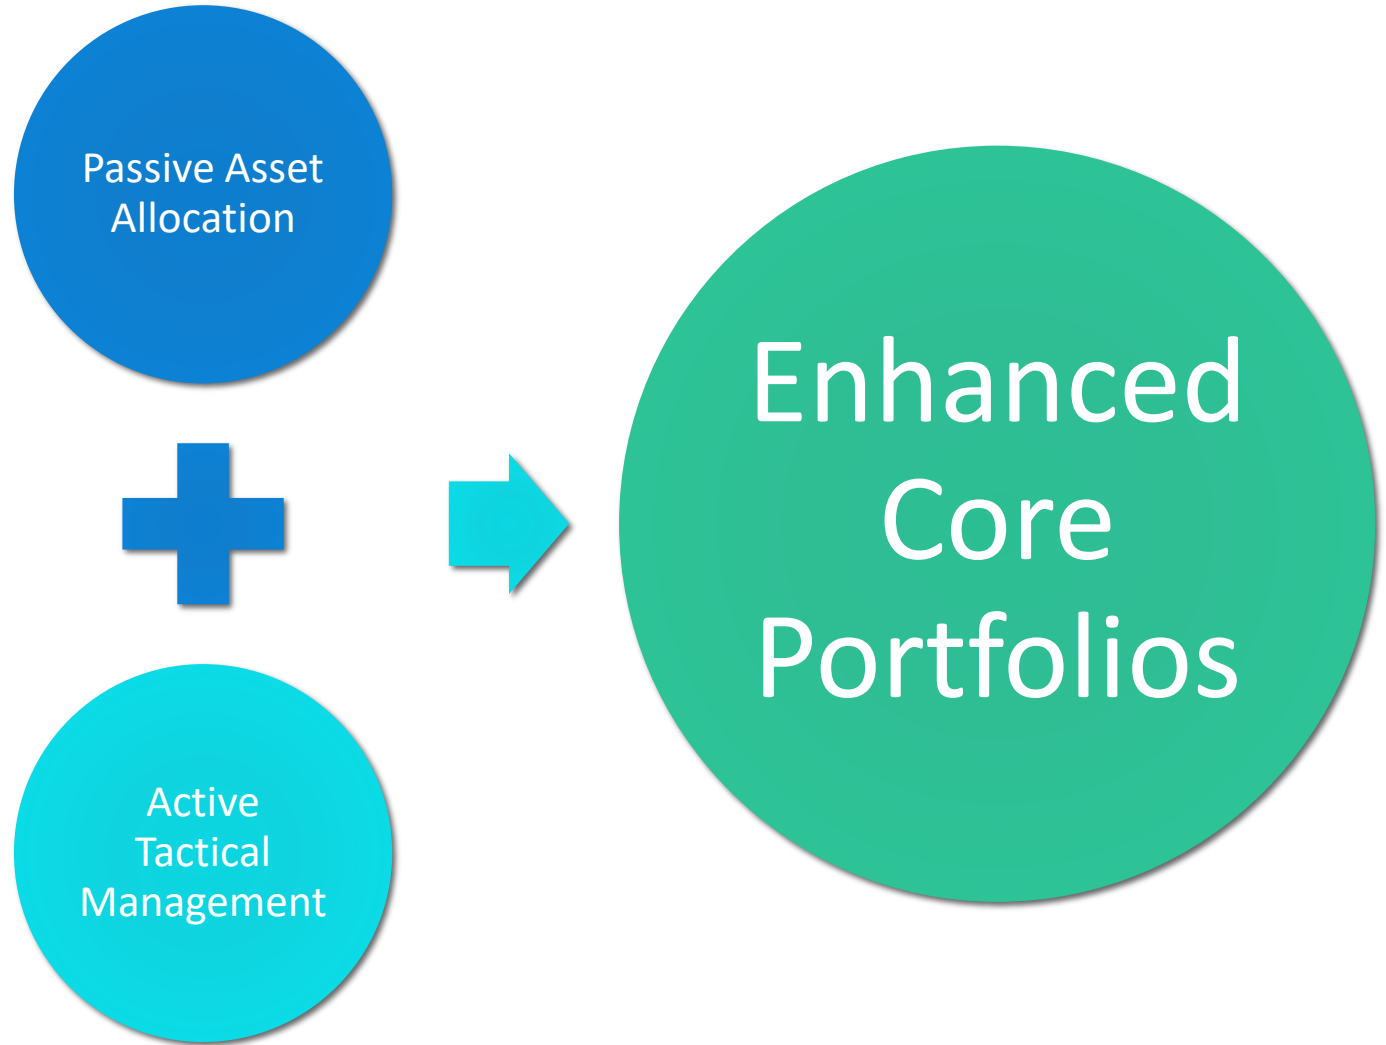 Passive Asset
Allocation
Active
Tactical
Management
Enhanced
Core
Portfolios